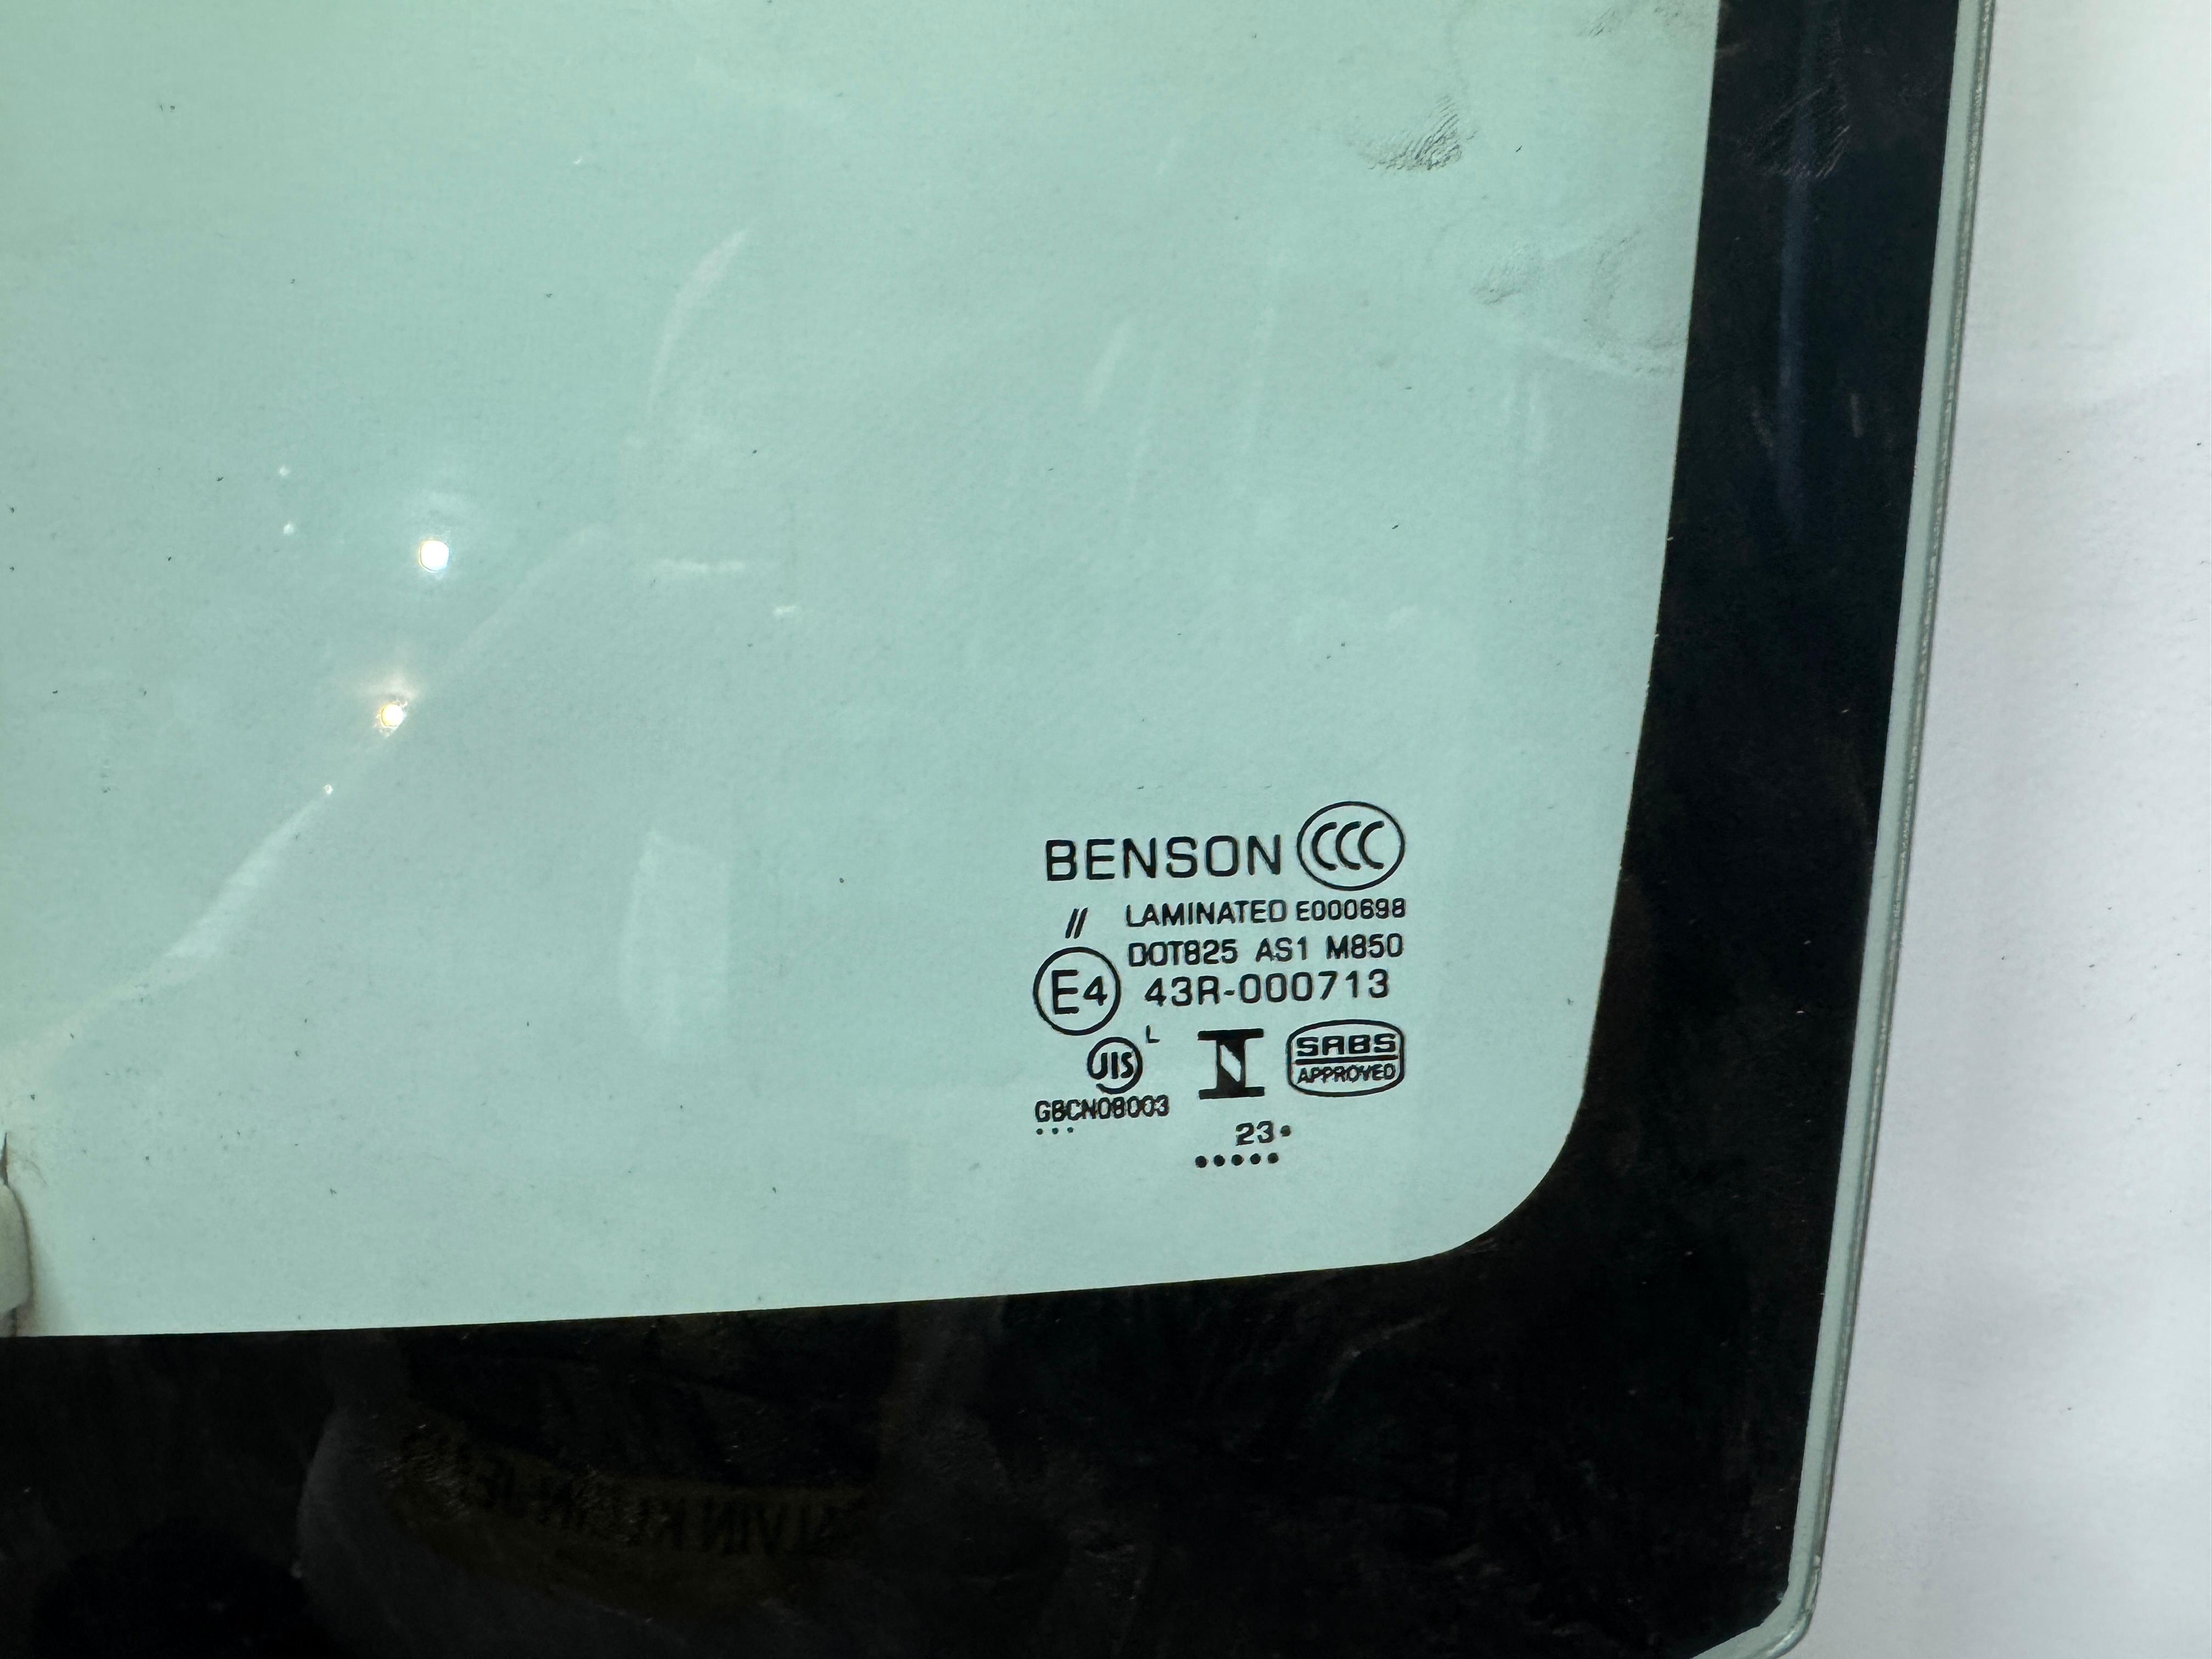 BENSON CCC
// LAMINATED E000698
DOT825 AS1 M850
E4 43R-000713
L
JIS N SABS
APPROVED
GBCN08003
23